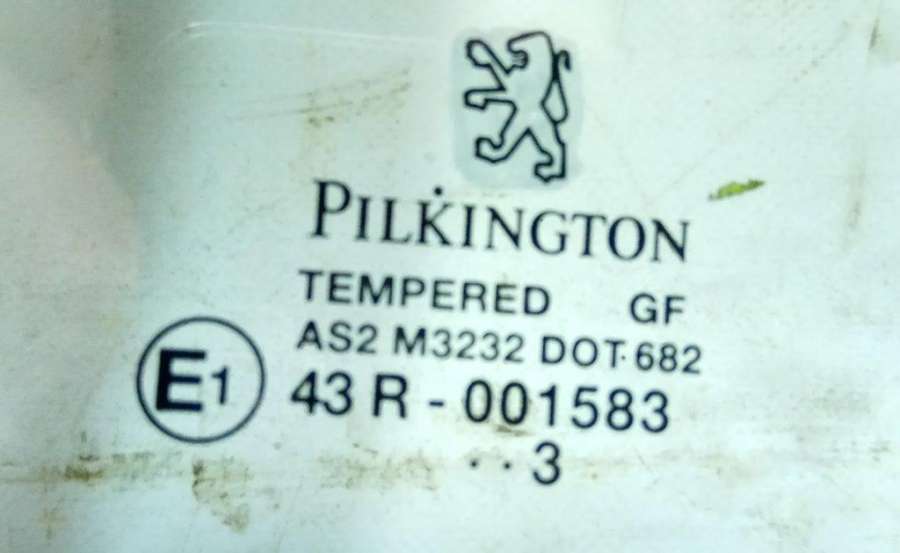 PILKINGTON
TEMPERED GF
AS2 M3232 DOT·682
E1 43 R - 001583
· · 3